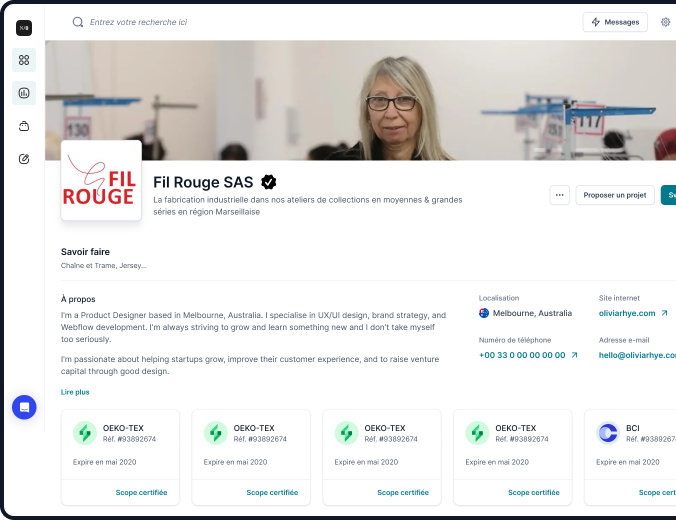 Entrez votre recherche ici
Messages
130
117
FIL
ROUGE
Fil Rouge SAS
La fabrication industrielle dans nos ateliers de collections en moyennes & grandes
séries en région Marseillaise
...
Proposer un projet
Savoir faire
Chaîne et Trame, Jersey...
À propos
I'm a Product Designer based in Melbourne, Australia. I specialise in UX/UI design, brand strategy, and
Webflow development. I'm always striving to grow and learn something new and I don't take myself
too seriously.
I'm passionate about helping startups grow, improve their customer experience, and to raise venture
capital through good design.
Lire plus
Localisation
Melbourne, Australia
Site internet
oliviarhye.com
Numéro de téléphone
+00 33 0 00 00 00 00
Adresse e-mail
hello@oliviarhye.com
OEKO-TEX
Réf. #93892674
Expire en mai 2020
Scope certifiée
OEKO-TEX
Réf. #93892674
Expire en mai 2020
Scope certifiée
OEKO-TEX
Réf. #93892674
Expire en mai 2020
Scope certifiée
OEKO-TEX
Réf. #93892674
Expire en mai 2020
Scope certifiée
BCI
Réf. #9389267
Expire en mai 2020
Scope cert